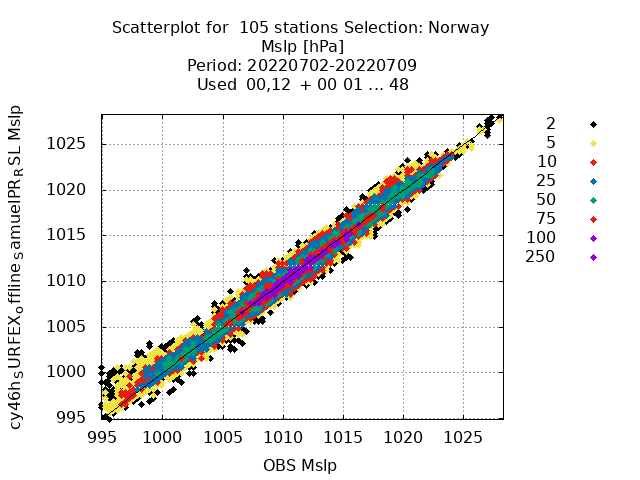 Scatterplot for  105 stations Selection: Norway
Mslp [hPa]
Period: 20220702-20220709
Used  00,12  + 00 01 ... 48
cy46h_SURFEX_offline_samuelPR_RSL Mslp
1025
1020
1015
1010
1005
1000
995
995 1000 1005 1010 1015 1020 1025
OBS Mslp
2
5
10
25
50
75
100
250